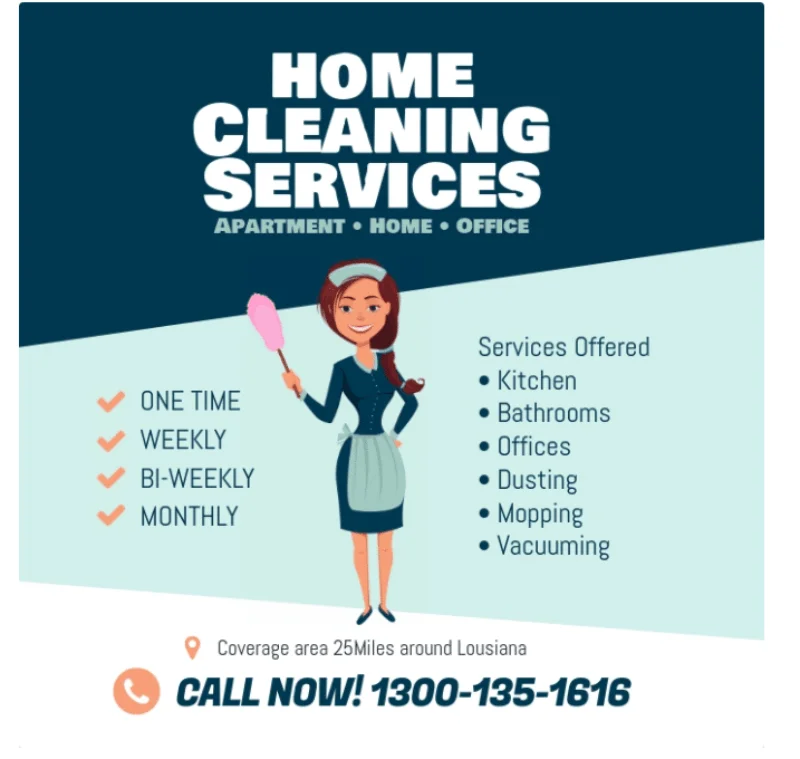 HOME
CLEANING
SERVICES
APARTMENT • HOME • OFFICE
ONE TIME
WEEKLY
BI-WEEKLY
MONTHLY
Services Offered
• Kitchen
• Bathrooms
• Offices
• Dusting
• Mopping
• Vacuuming
Coverage area 25Miles around Lousiana
CALL NOW! 1300-135-1616